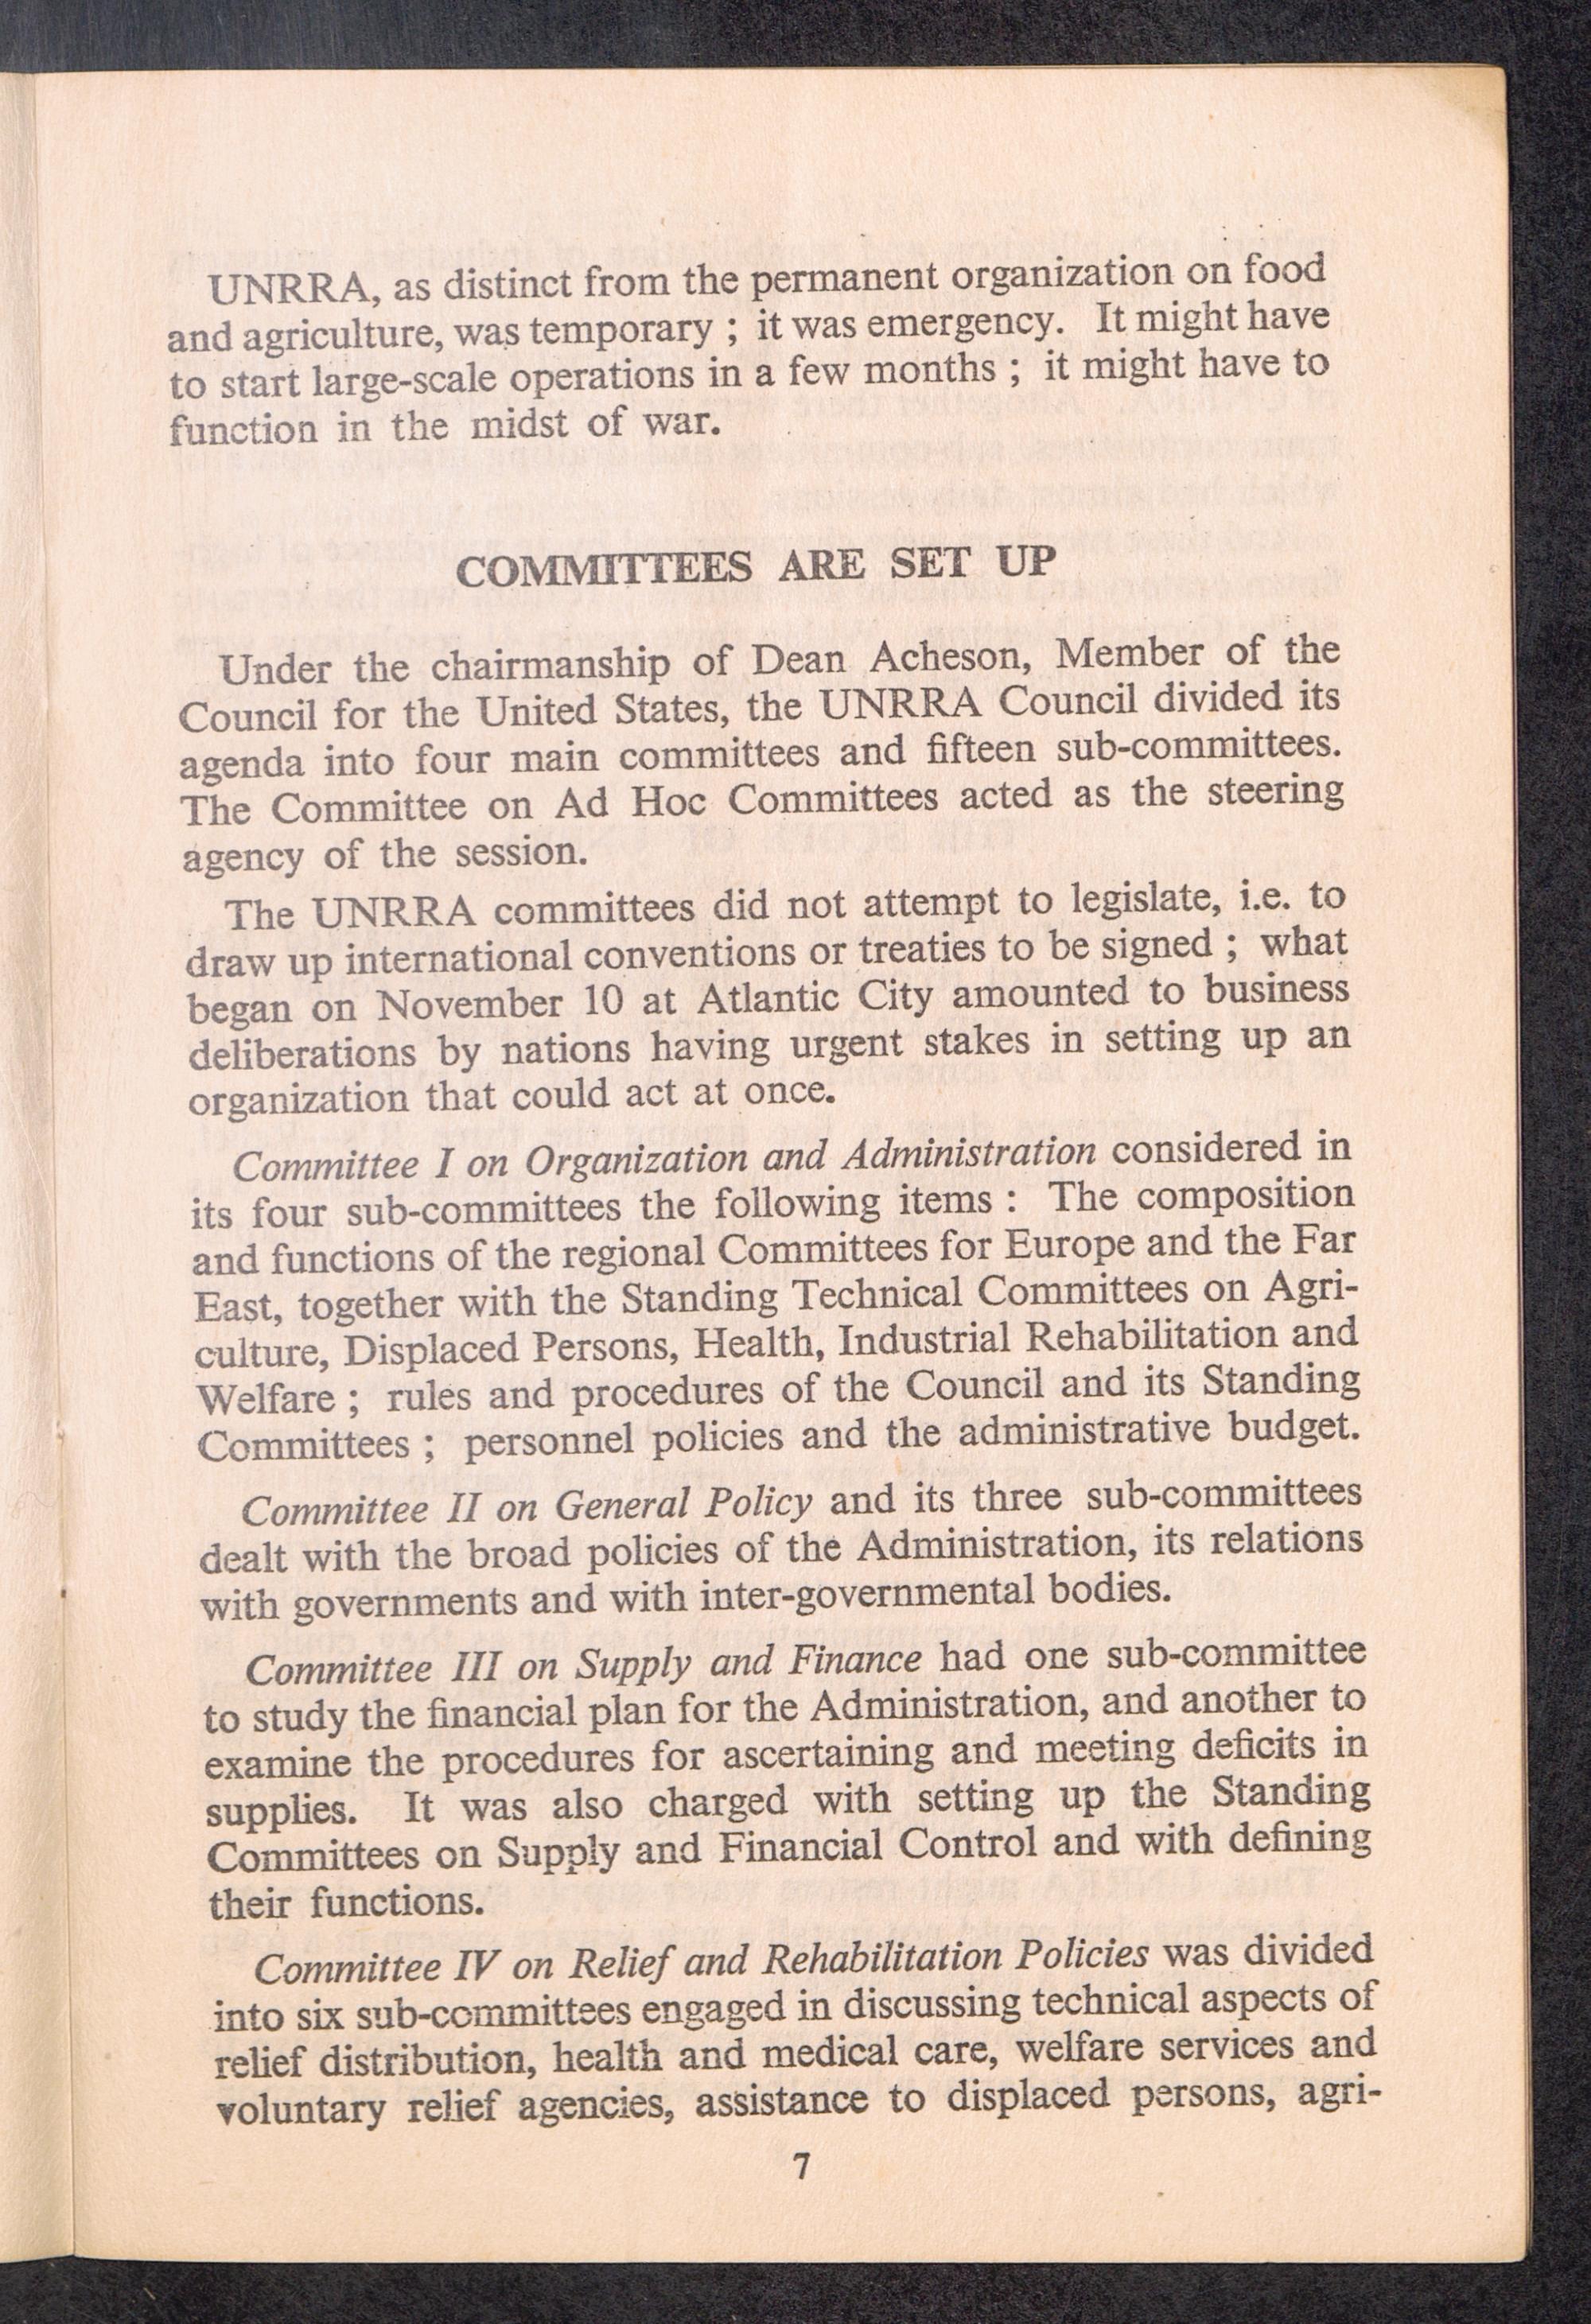 UNRRA, as distinct from the permanent organization on food
and agriculture, was temporary ; it was emergency. It might have
to start large-scale operations in a few months ; it might have to
function in the midst of war.
COMMITTEES ARE SET UP
Under the chairmanship of Dean Acheson, Member of the
Council for the United States, the UNRRA Council divided its
agenda into four main committees and fifteen sub-committees.
The Committee on Ad Hoc Committees acted as the steering
agency of the session.
The UNRRA committees did not attempt to legislate, i.e. to
draw up international conventions or treaties to be signed ; what
began on November 10 at Atlantic City amounted to business
deliberations by nations having urgent stakes in setting up an
organization that could act at once.
Committee I on Organization and Administration considered in
its four sub-committees the following items : The composition
and functions of the regional Committees for Europe and the Far
East, together with the Standing Technical Committees on Agri-
culture, Displaced Persons, Health, Industrial Rehabilitation and
Welfare ; rules and procedures of the Council and its Standing
Committees ; personnel policies and the administrative budget.
Committee II on General Policy and its three sub-committees
dealt with the broad policies of the Administration, its relations
with governments and with inter-governmental bodies.
Committee III on Supply and Finance had one sub-committee
to study the financial plan for the Administration, and another to
examine the procedures for ascertaining and meeting deficits in
supplies. It was also charged with setting up the Standing
Committees on Supply and Financial Control and with defining
their functions.
Committee IV on Relief and Rehabilitation Policies was divided
into six sub-committees engaged in discussing technical aspects of
relief distribution, health and medical care, welfare services and
voluntary relief agencies, assistance to displaced persons, agri-
7